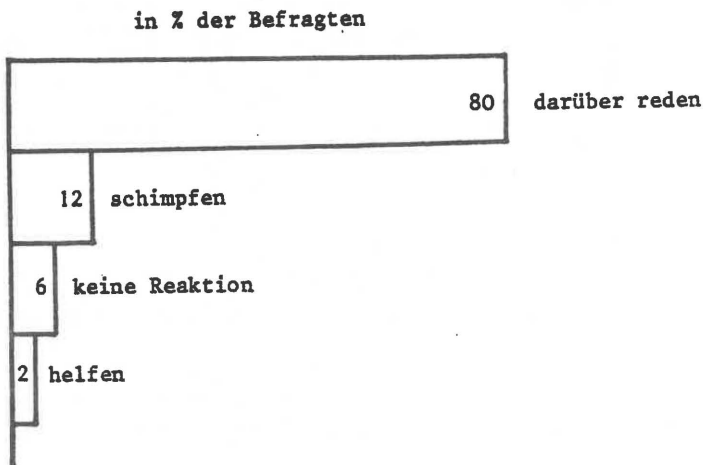 in % der Befragten
80 darüber reden
12 schimpfen
6 keine Reaktion
2 helfen